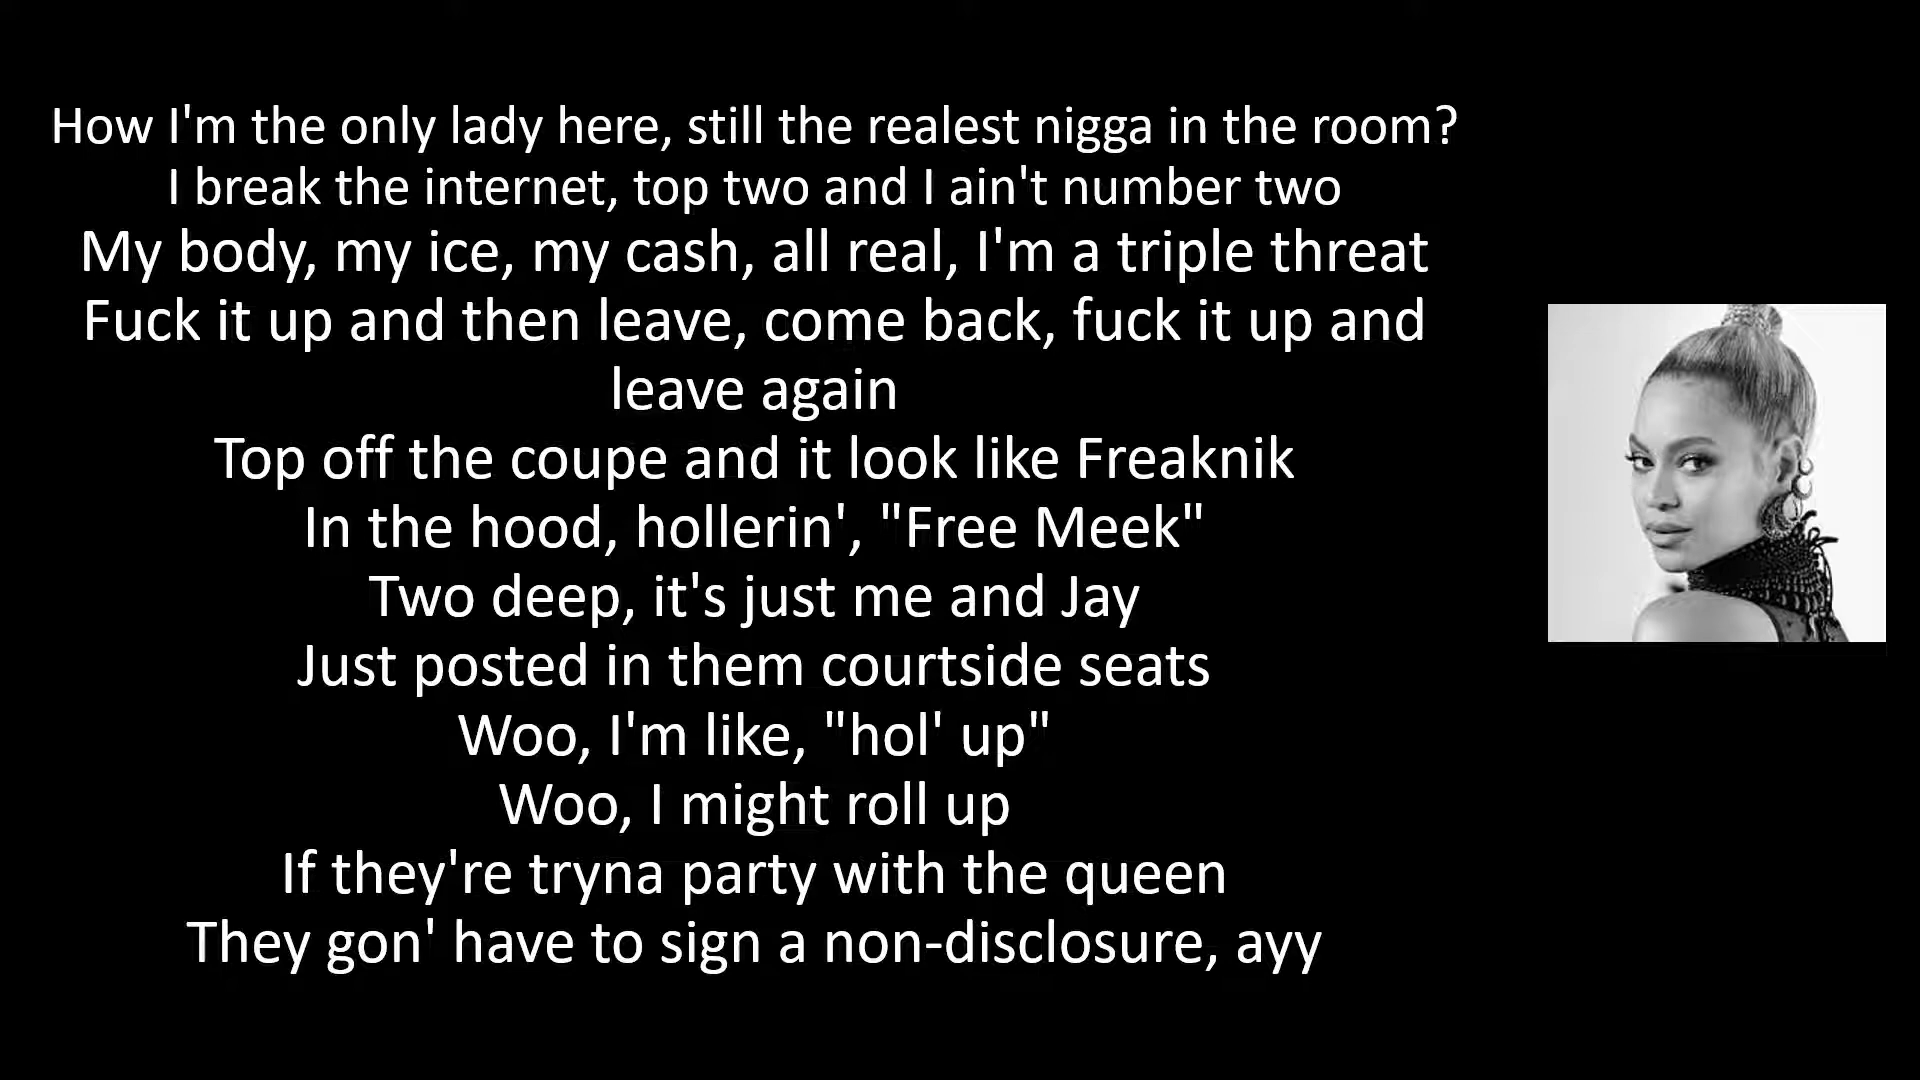 How I'm the only lady here, still the realest nigga in the room?
I break the internet, top two and I ain't number two
My body, my ice, my cash, all real, I'm a triple threat
Fuck it up and then leave, come back, fuck it up and
leave again
Top off the coupe and it look like Freaknik
In the hood, hollerin', "Free Meek"
Two deep, it's just me and Jay
Just posted in them courtside seats
Woo, I'm like, "hol' up"
Woo, I might roll up
If they're tryna party with the queen
They gon' have to sign a non-disclosure, ayy